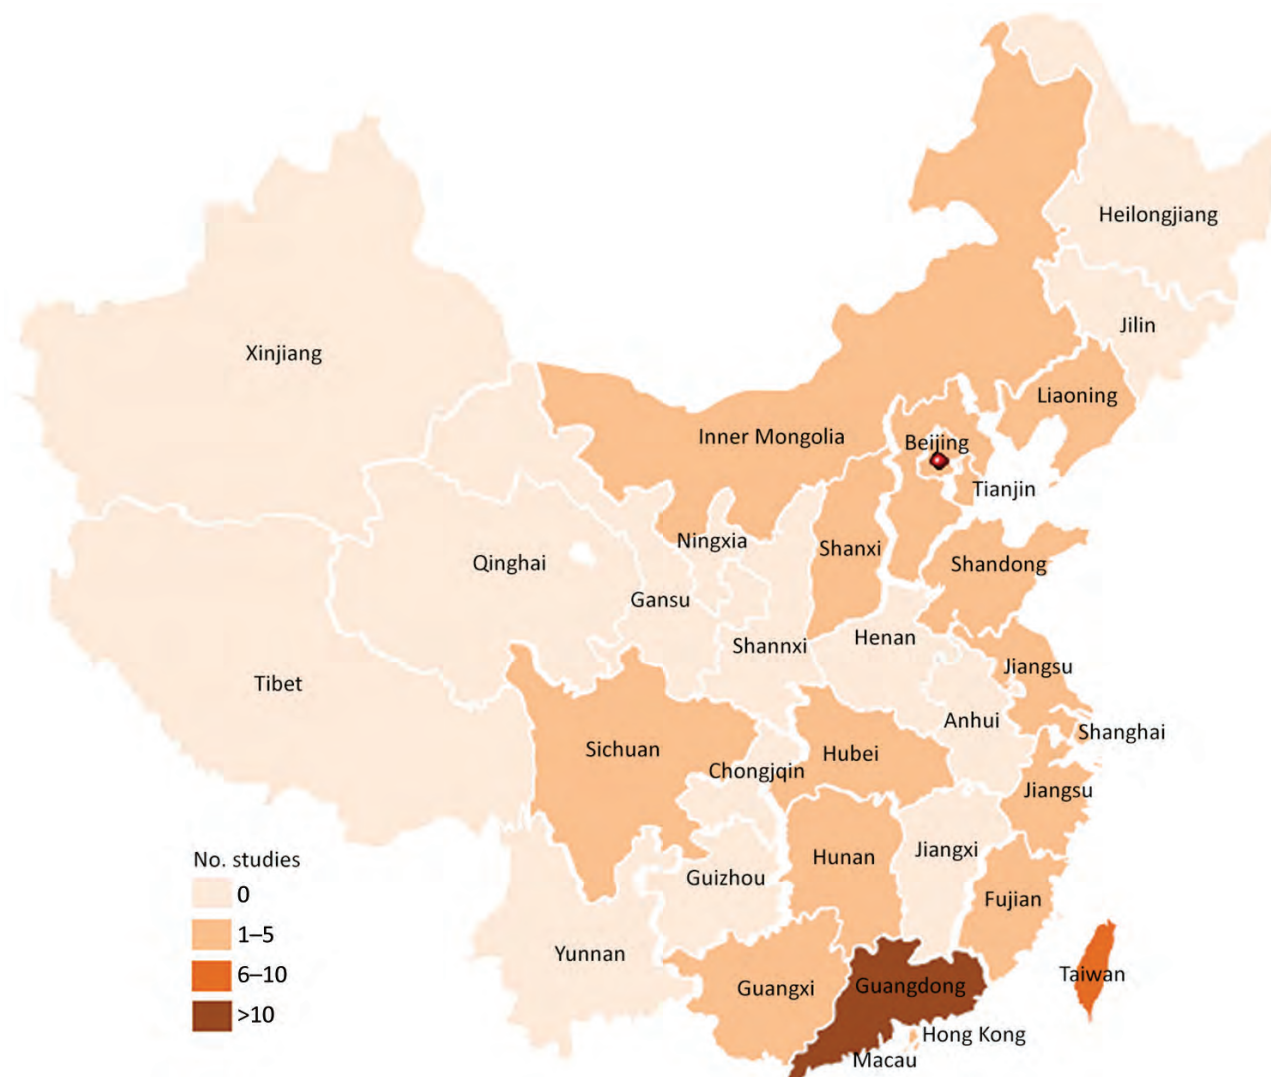 Heilongjiang
Jilin
Xinjiang
Liaoning
Inner Mongolia
Beijing
Tianjin
Ningxia
Shanxi
Qinghai
Shandong
Gansu
Henan
Shannxi
Jiangsu
Tibet
Anhui
Shanghai
Sichuan
Hubei
Chongjqin
Jiangsu
Jiangxi
Hunan
Guizhou
Fujian
Yunnan
Taiwan
Guangxi
Guangdong
Hong Kong
Macau
No. studies
0
1–5
6–10
>10